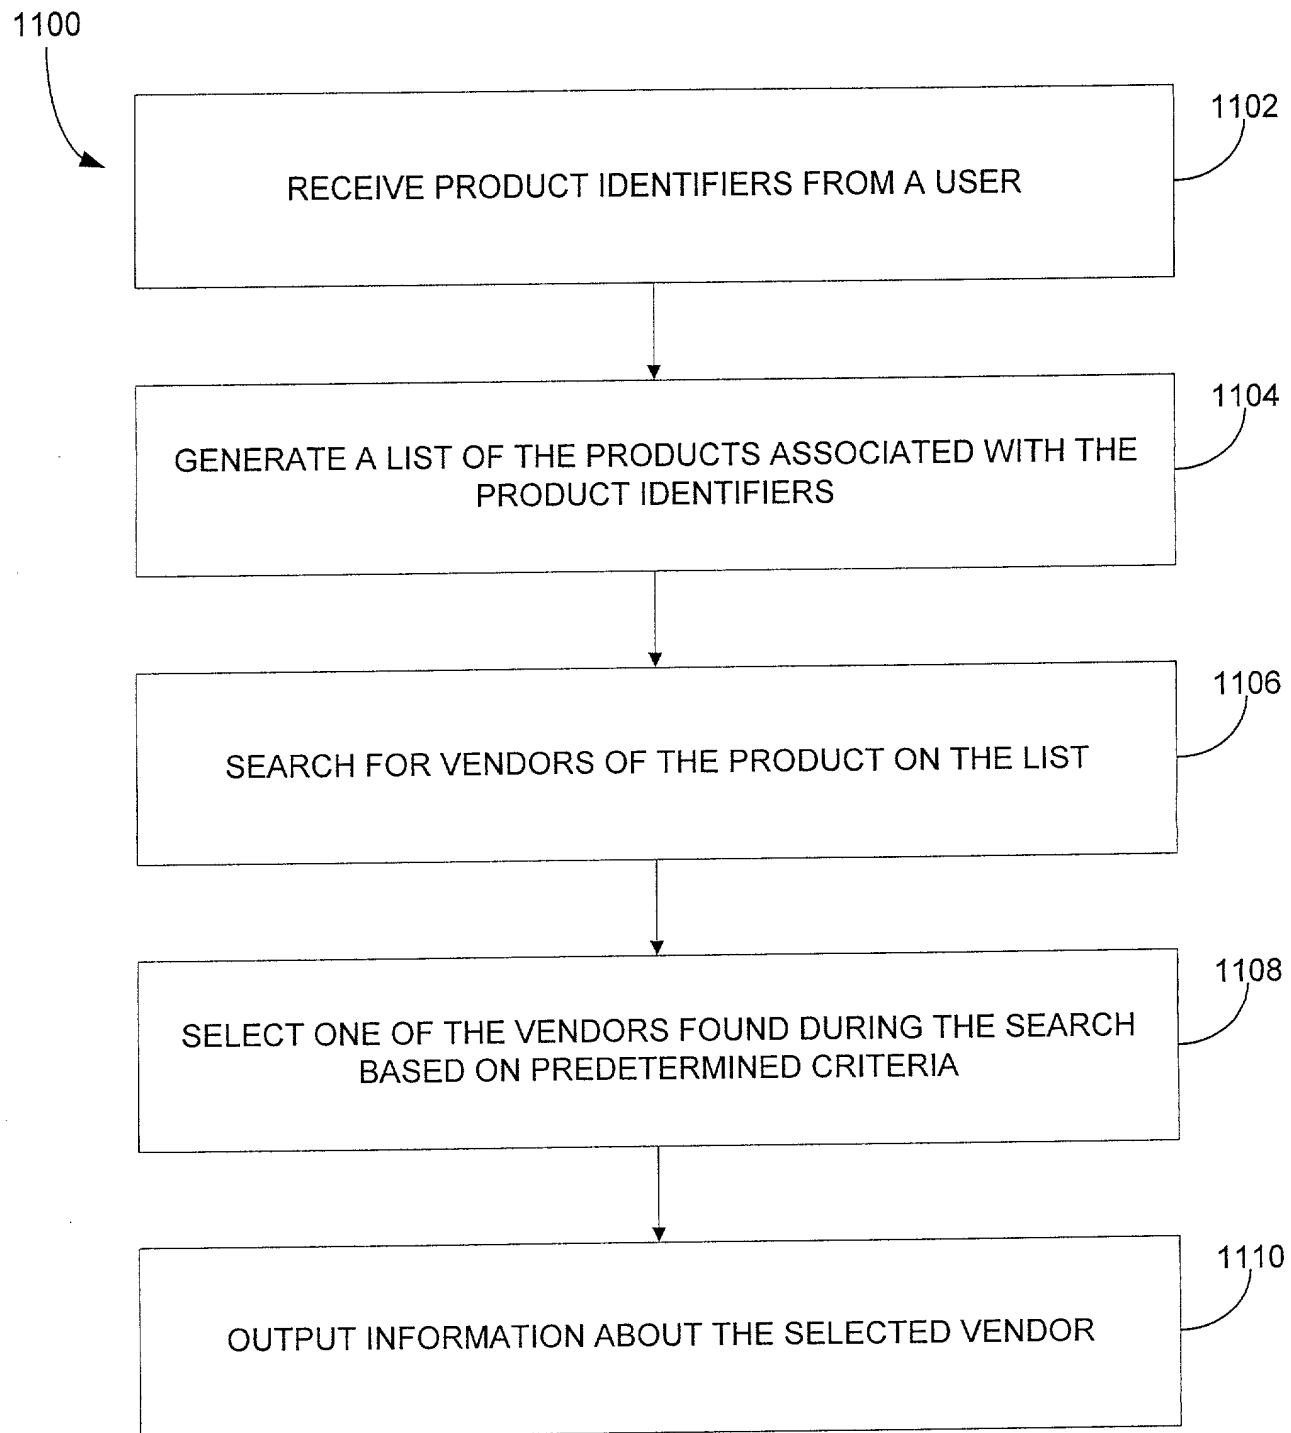 1100
1102
RECEIVE PRODUCT IDENTIFIERS FROM A USER
1104
GENERATE A LIST OF THE PRODUCTS ASSOCIATED WITH THE
PRODUCT IDENTIFIERS
1106
SEARCH FOR VENDORS OF THE PRODUCT ON THE LIST
1108
SELECT ONE OF THE VENDORS FOUND DURING THE SEARCH
BASED ON PREDETERMINED CRITERIA
1110
OUTPUT INFORMATION ABOUT THE SELECTED VENDOR